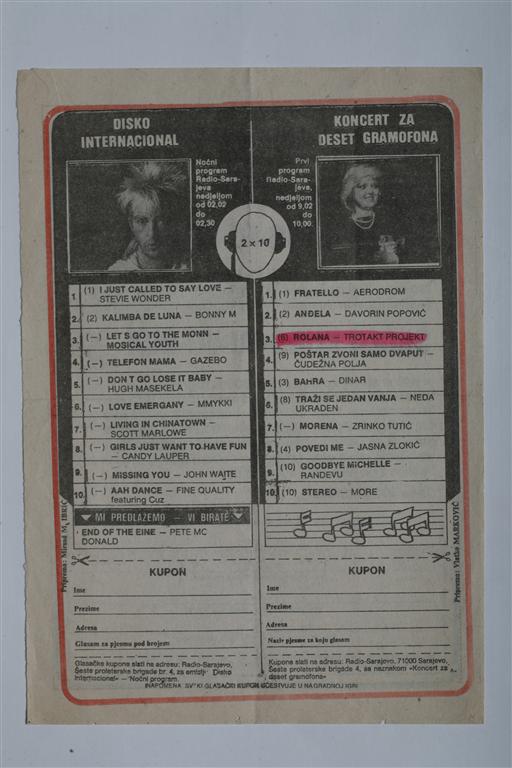 DISKO
INTERNACIONAL
Noćni
program
Radio-Sara-
jeva
nedjeljom
od 02,02
do
02,30
2 x 10
1 (1) I JUST CALLED TO SAY LOVE —
STEVIE WONDER
2. (2) KALIMBA DE LUNA — BONNY M
3. (—) LET S GO TO THE MONN —
MOSICAL YOUTH
4. (—) TELEFON MAMA — GAZEBO
5. (—) DON T GO LOSE IT BABY —
HUGH MASEKELA
6. (—) LOVE EMERGANY — MMYKKI
7. (—) LIVING IN CHINATOWN —
SCOTT MARLOWE
8. (—) GIRLS JUST WANT TO HAVE FUN
— CANDY LAUPER
9. (—) MISSING YOU — JOHN WAJTE
10. (—) AAH DANCE — FINE QUALITY
featuring Cuz
MI PREDLAŽEMO — VI BIRATE
END OF THE EINE — PETE MC
DONALD
KUPON
Ime
Prezime
Adresa
Glasam za pjesmu pod brojem:
Glasačke kupone slati na adresu: Radio-Sarajevo,
Šeste proleterske brigade br. 4, za emisiju Disko
Internacional» — Noćni program.
KONCERT ZA
DESET GRAMOFONA
Prvi
program
Radio-Sara-
jeva,
nedjeljom
od 9,02
do
10,00
1. (1) FRATELLO — AERODROM
2. (2) ANĐELA — DAVORIN POPOVIĆ
3. (6) ROLANA — TROTAKT PROJEKT
4. (9) POŠTAR ZVONI SAMO DVAPUT —
ČUDEŽNA POLJA
5. (3) BAHRA — DINAR
6. (8) TRAŽI SE JEDAN VANJA — NEDA
UKRADEN
7. (—) MORENA — ZRINKO TUTIĆ
8. (4) POVEDI ME — JASNA ZLOKIĆ
9. (10) GOODBYE MICHELLE —
RANDEVU
10. (10) STEREO — MORE
KUPON
Ime
Prezime
Adresa
Naziv pjesme za koju glasam
Kupone slati na adresu: Radio-Sarajevo, 71000 Sarajevo,
Šeste proleterske brigade 4, sa naznakom «Koncert za
deset gramofona»
NAPOMENA SVAKI GLASAČKI KUPON UČESTVUJE U NAGRADNOJ IGRI
Priprema: Vlatko MARKOVIĆ